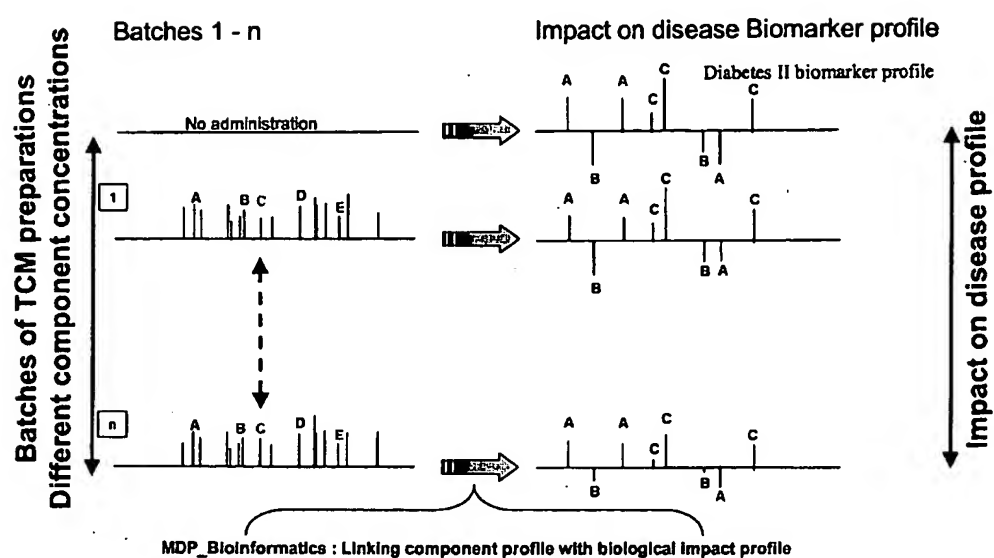 Batches 1 - n
Impact on disease Biomarker profile
Batches of TCM preparations
Different component concentrations
Impact on disease profile
Diabetes II biomarker profile
A A C C C
No administration
B B A
1
A B C D E
A A C C C
B B A
n
A B C D E
A A C C C
B B A
MDP_Bioinformatics : Linking component profile with biological impact profile